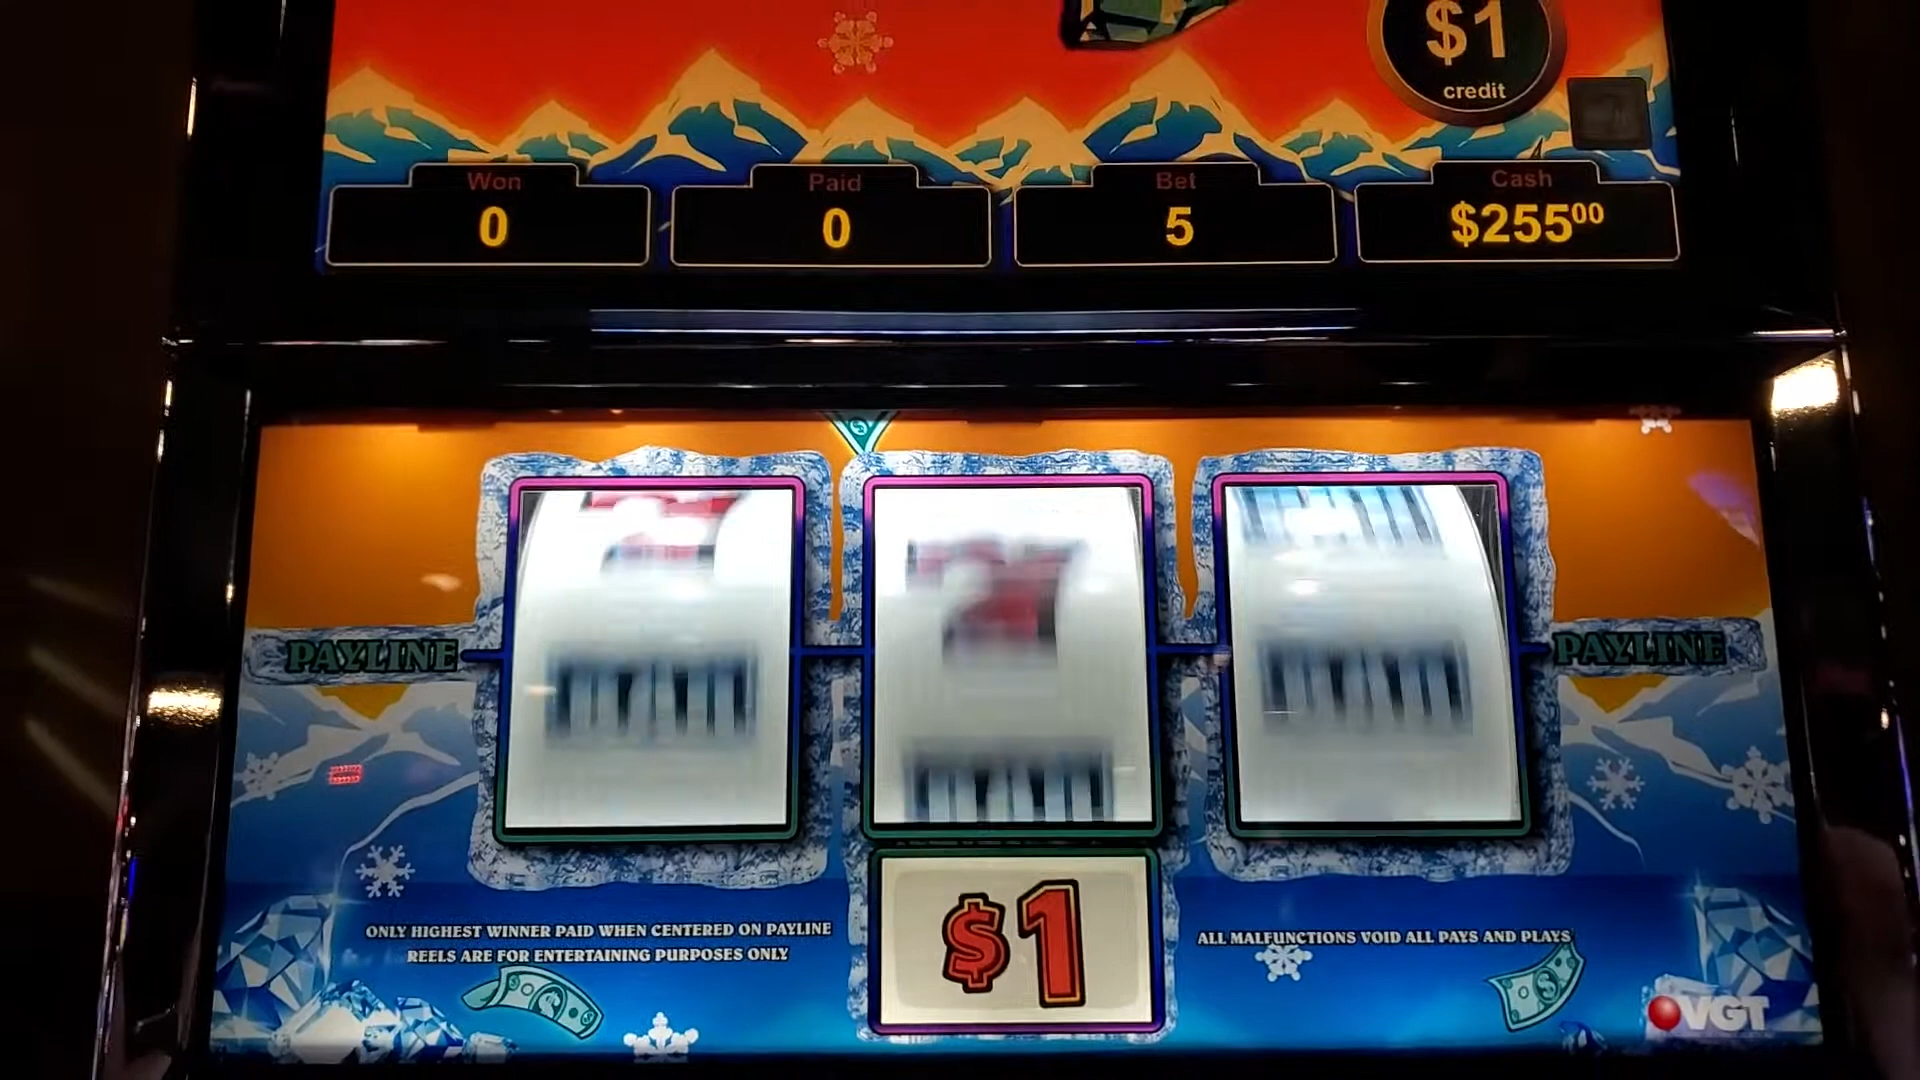 $1
credit
Won Paid Bet Cash
0 0 5 $255.00
PAYLINE PAYLINE
$1
ONLY HIGHEST WINNER PAID WHEN CENTERED ON PAYLINE
REELS ARE FOR ENTERTAINING PURPOSES ONLY
ALL MALFUNCTIONS VOID ALL PAYS AND PLAYS
VGT